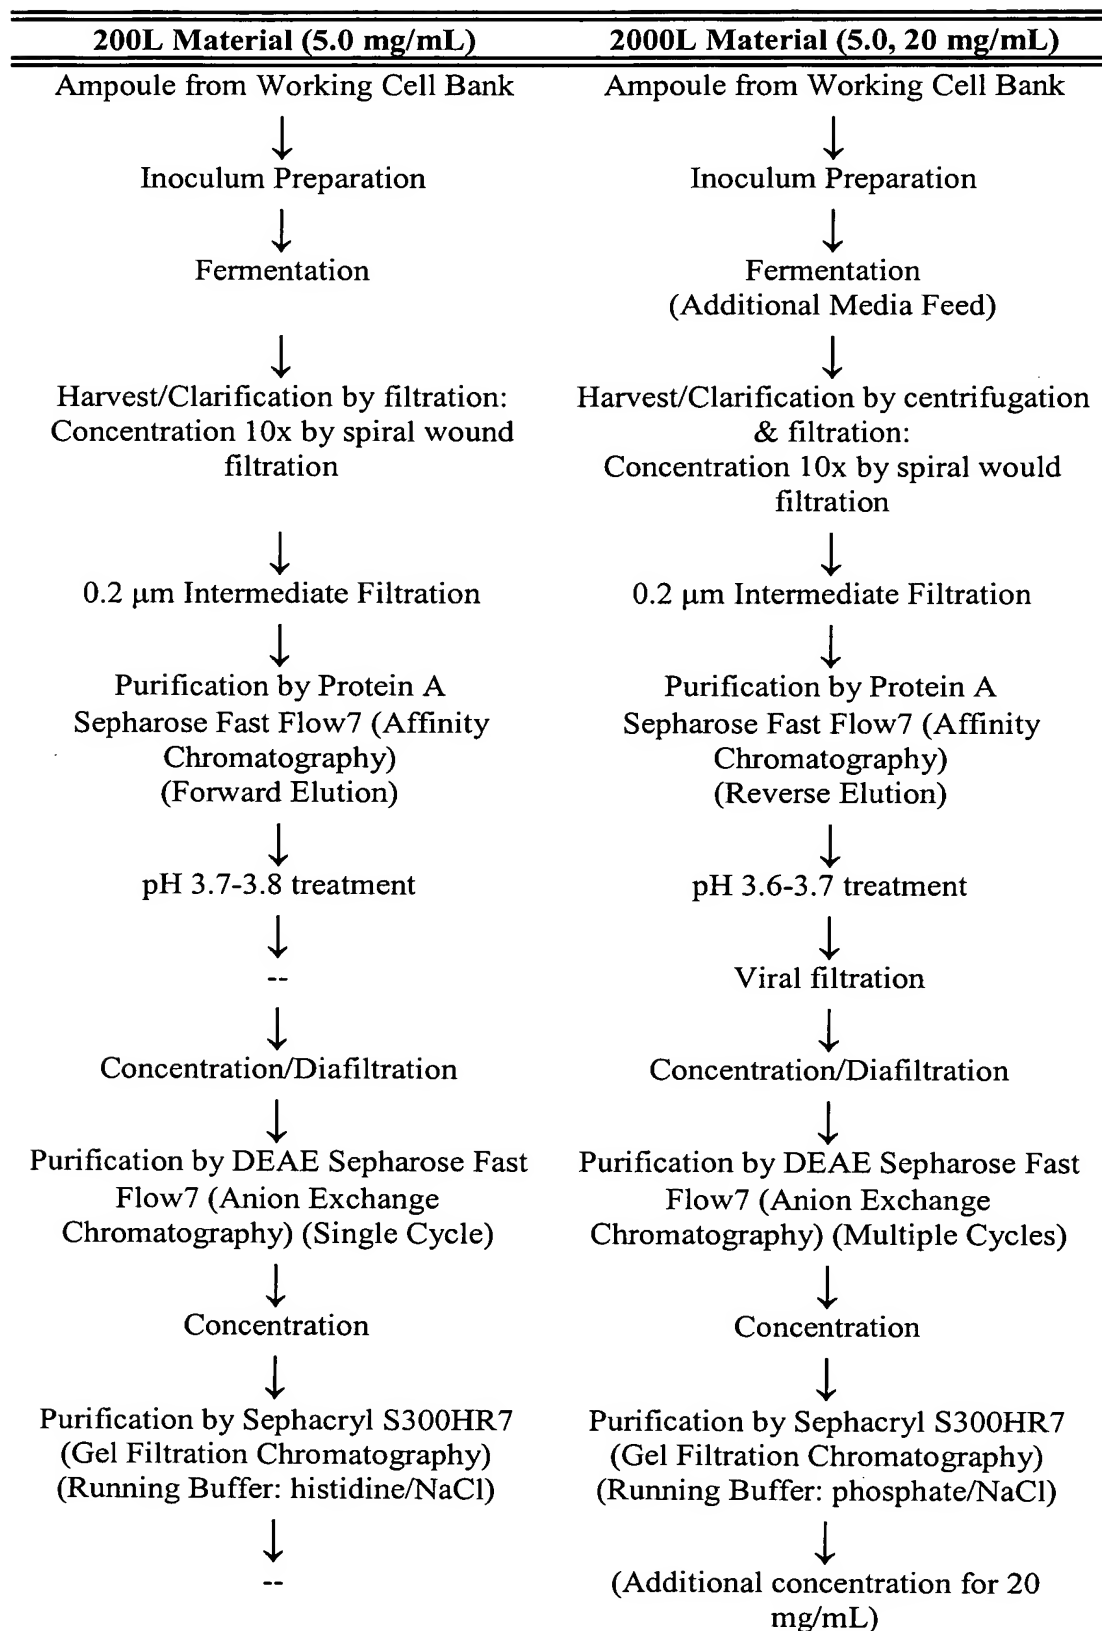 200L Material (5.0 mg/mL) 2000L Material (5.0, 20 mg/mL)
Ampoule from Working Cell Bank Ampoule from Working Cell Bank
↓ ↓
Inoculum Preparation Inoculum Preparation
↓ ↓
Fermentation Fermentation
(Additional Media Feed)
↓ ↓
Harvest/Clarification by filtration: Harvest/Clarification by centrifugation
Concentration 10x by spiral wound & filtration:
filtration Concentration 10x by spiral would
filtration
↓ ↓
0.2 μm Intermediate Filtration 0.2 μm Intermediate Filtration
↓ ↓
Purification by Protein A Purification by Protein A
Sepharose Fast Flow7 (Affinity Sepharose Fast Flow7 (Affinity
Chromatography) Chromatography)
(Forward Elution) (Reverse Elution)
↓ ↓
pH 3.7-3.8 treatment pH 3.6-3.7 treatment
↓ ↓
-- Viral filtration
↓ ↓
Concentration/Diafiltration Concentration/Diafiltration
↓ ↓
Purification by DEAE Sepharose Fast Purification by DEAE Sepharose Fast
Flow7 (Anion Exchange Flow7 (Anion Exchange
Chromatography) (Single Cycle) Chromatography) (Multiple Cycles)
↓ ↓
Concentration Concentration
↓ ↓
Purification by Sephacryl S300HR7 Purification by Sephacryl S300HR7
(Gel Filtration Chromatography) (Gel Filtration Chromatography)
(Running Buffer: histidine/NaCl) (Running Buffer: phosphate/NaCl)
↓ ↓
-- (Additional concentration for 20
mg/mL)